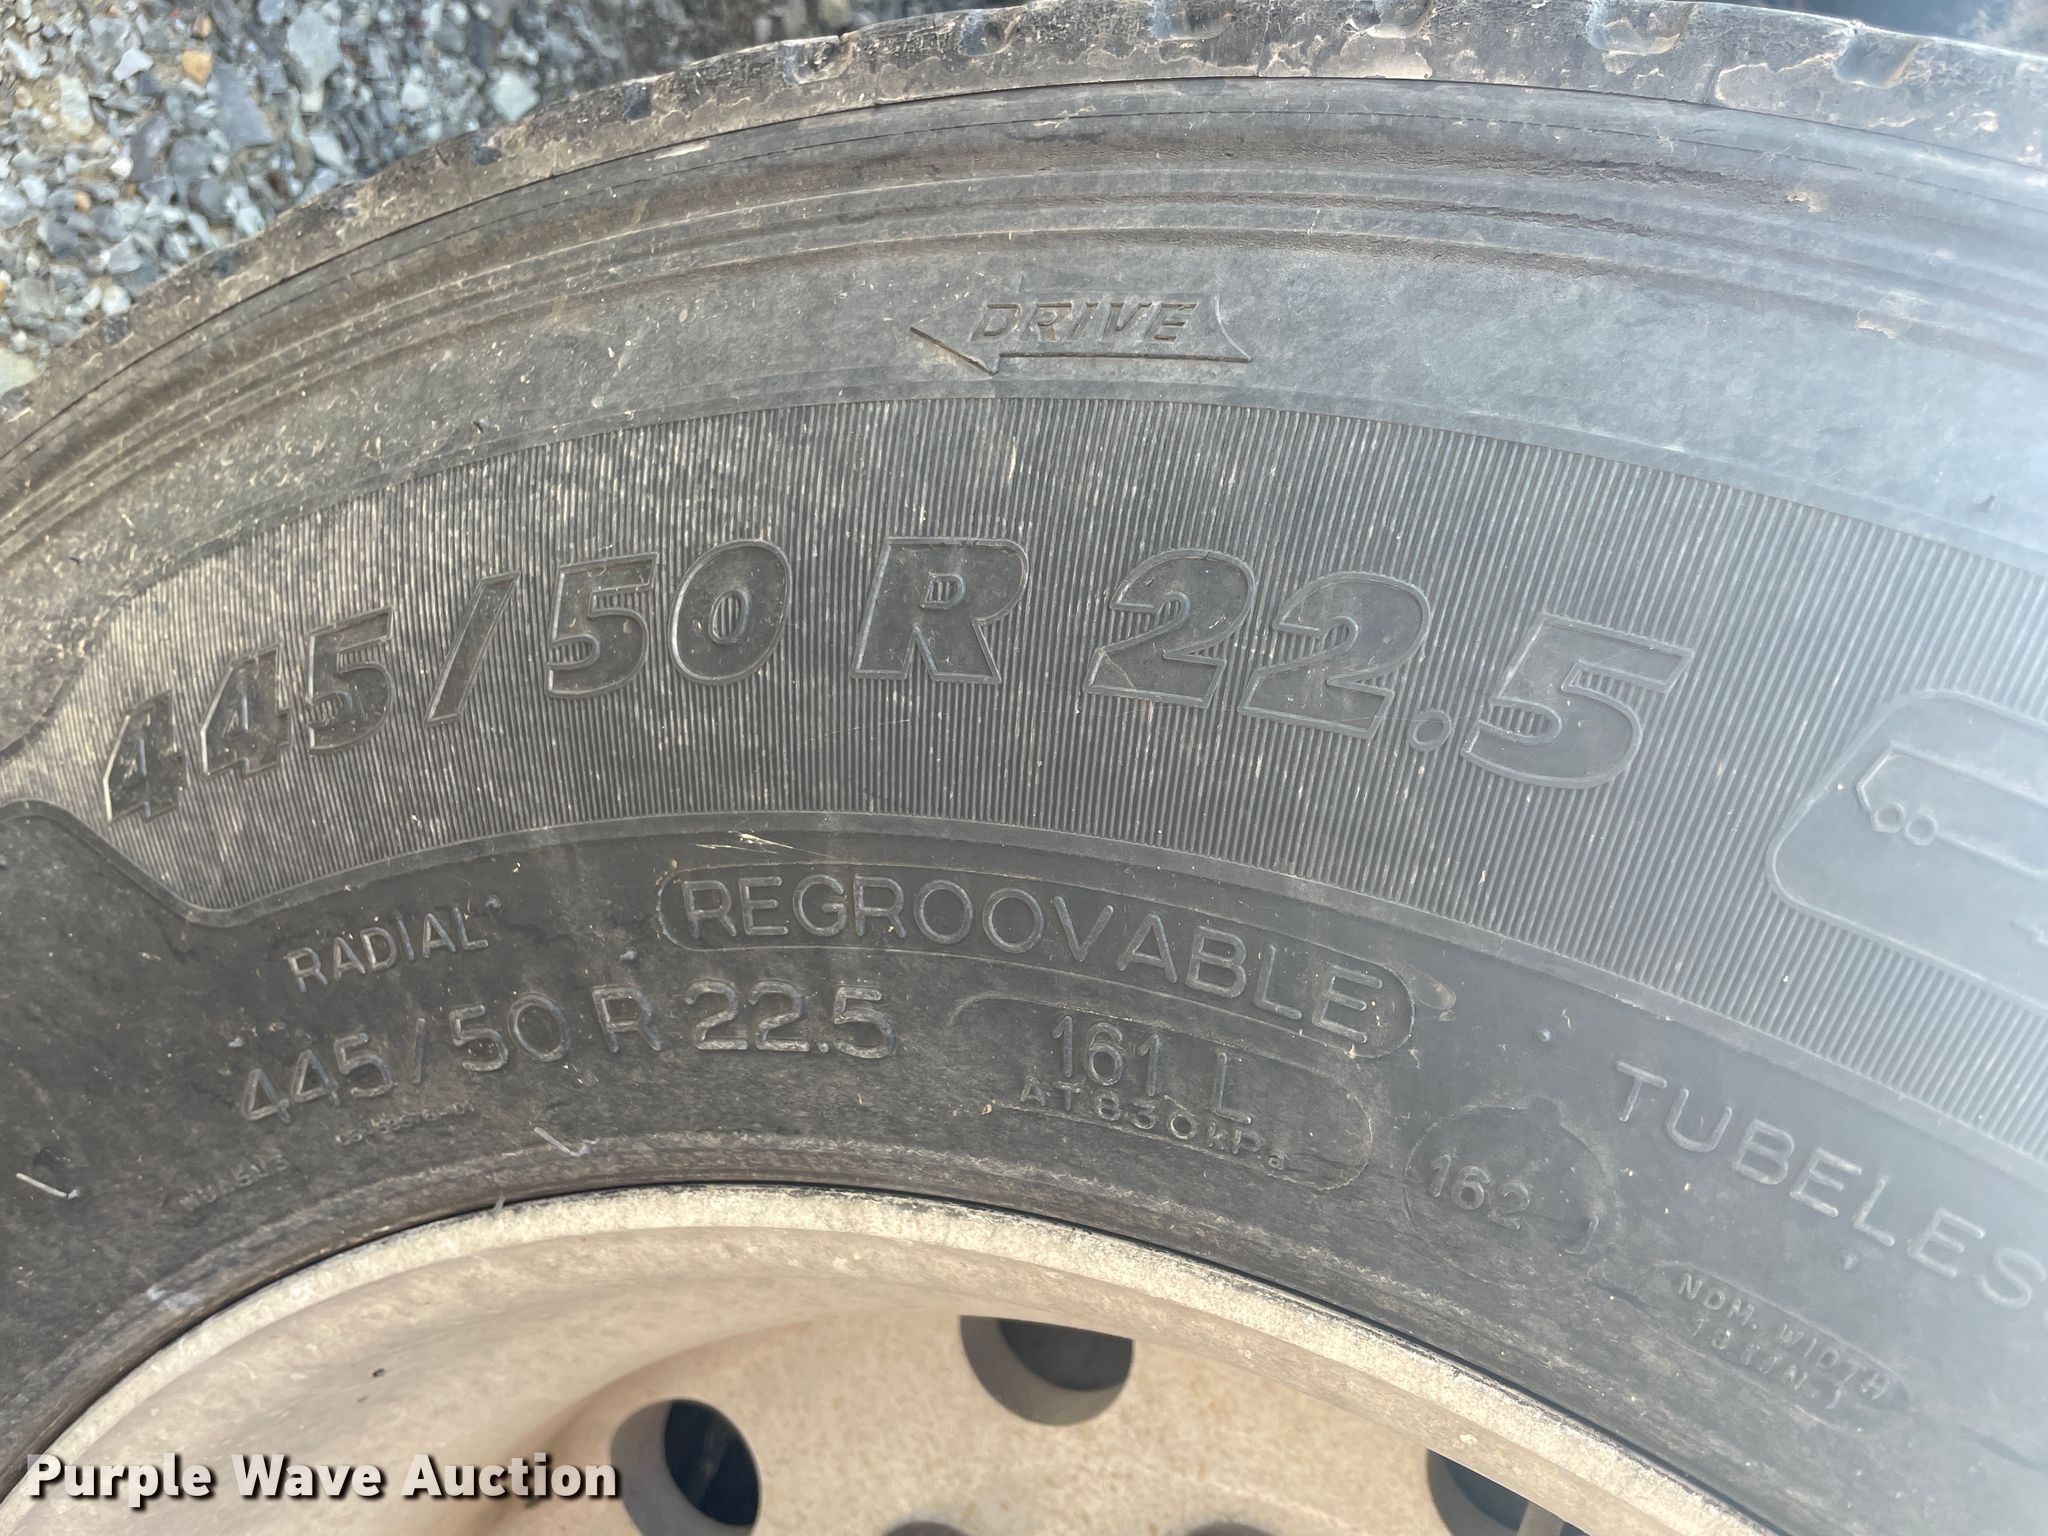 DRIVE
445/50 R 22.5
RADIAL
REGROOVABLE
445/50 R 22.5
161 L
AT 830 kPa
162
TUBELES
NOM. WIDTH
Purple Wave Auction